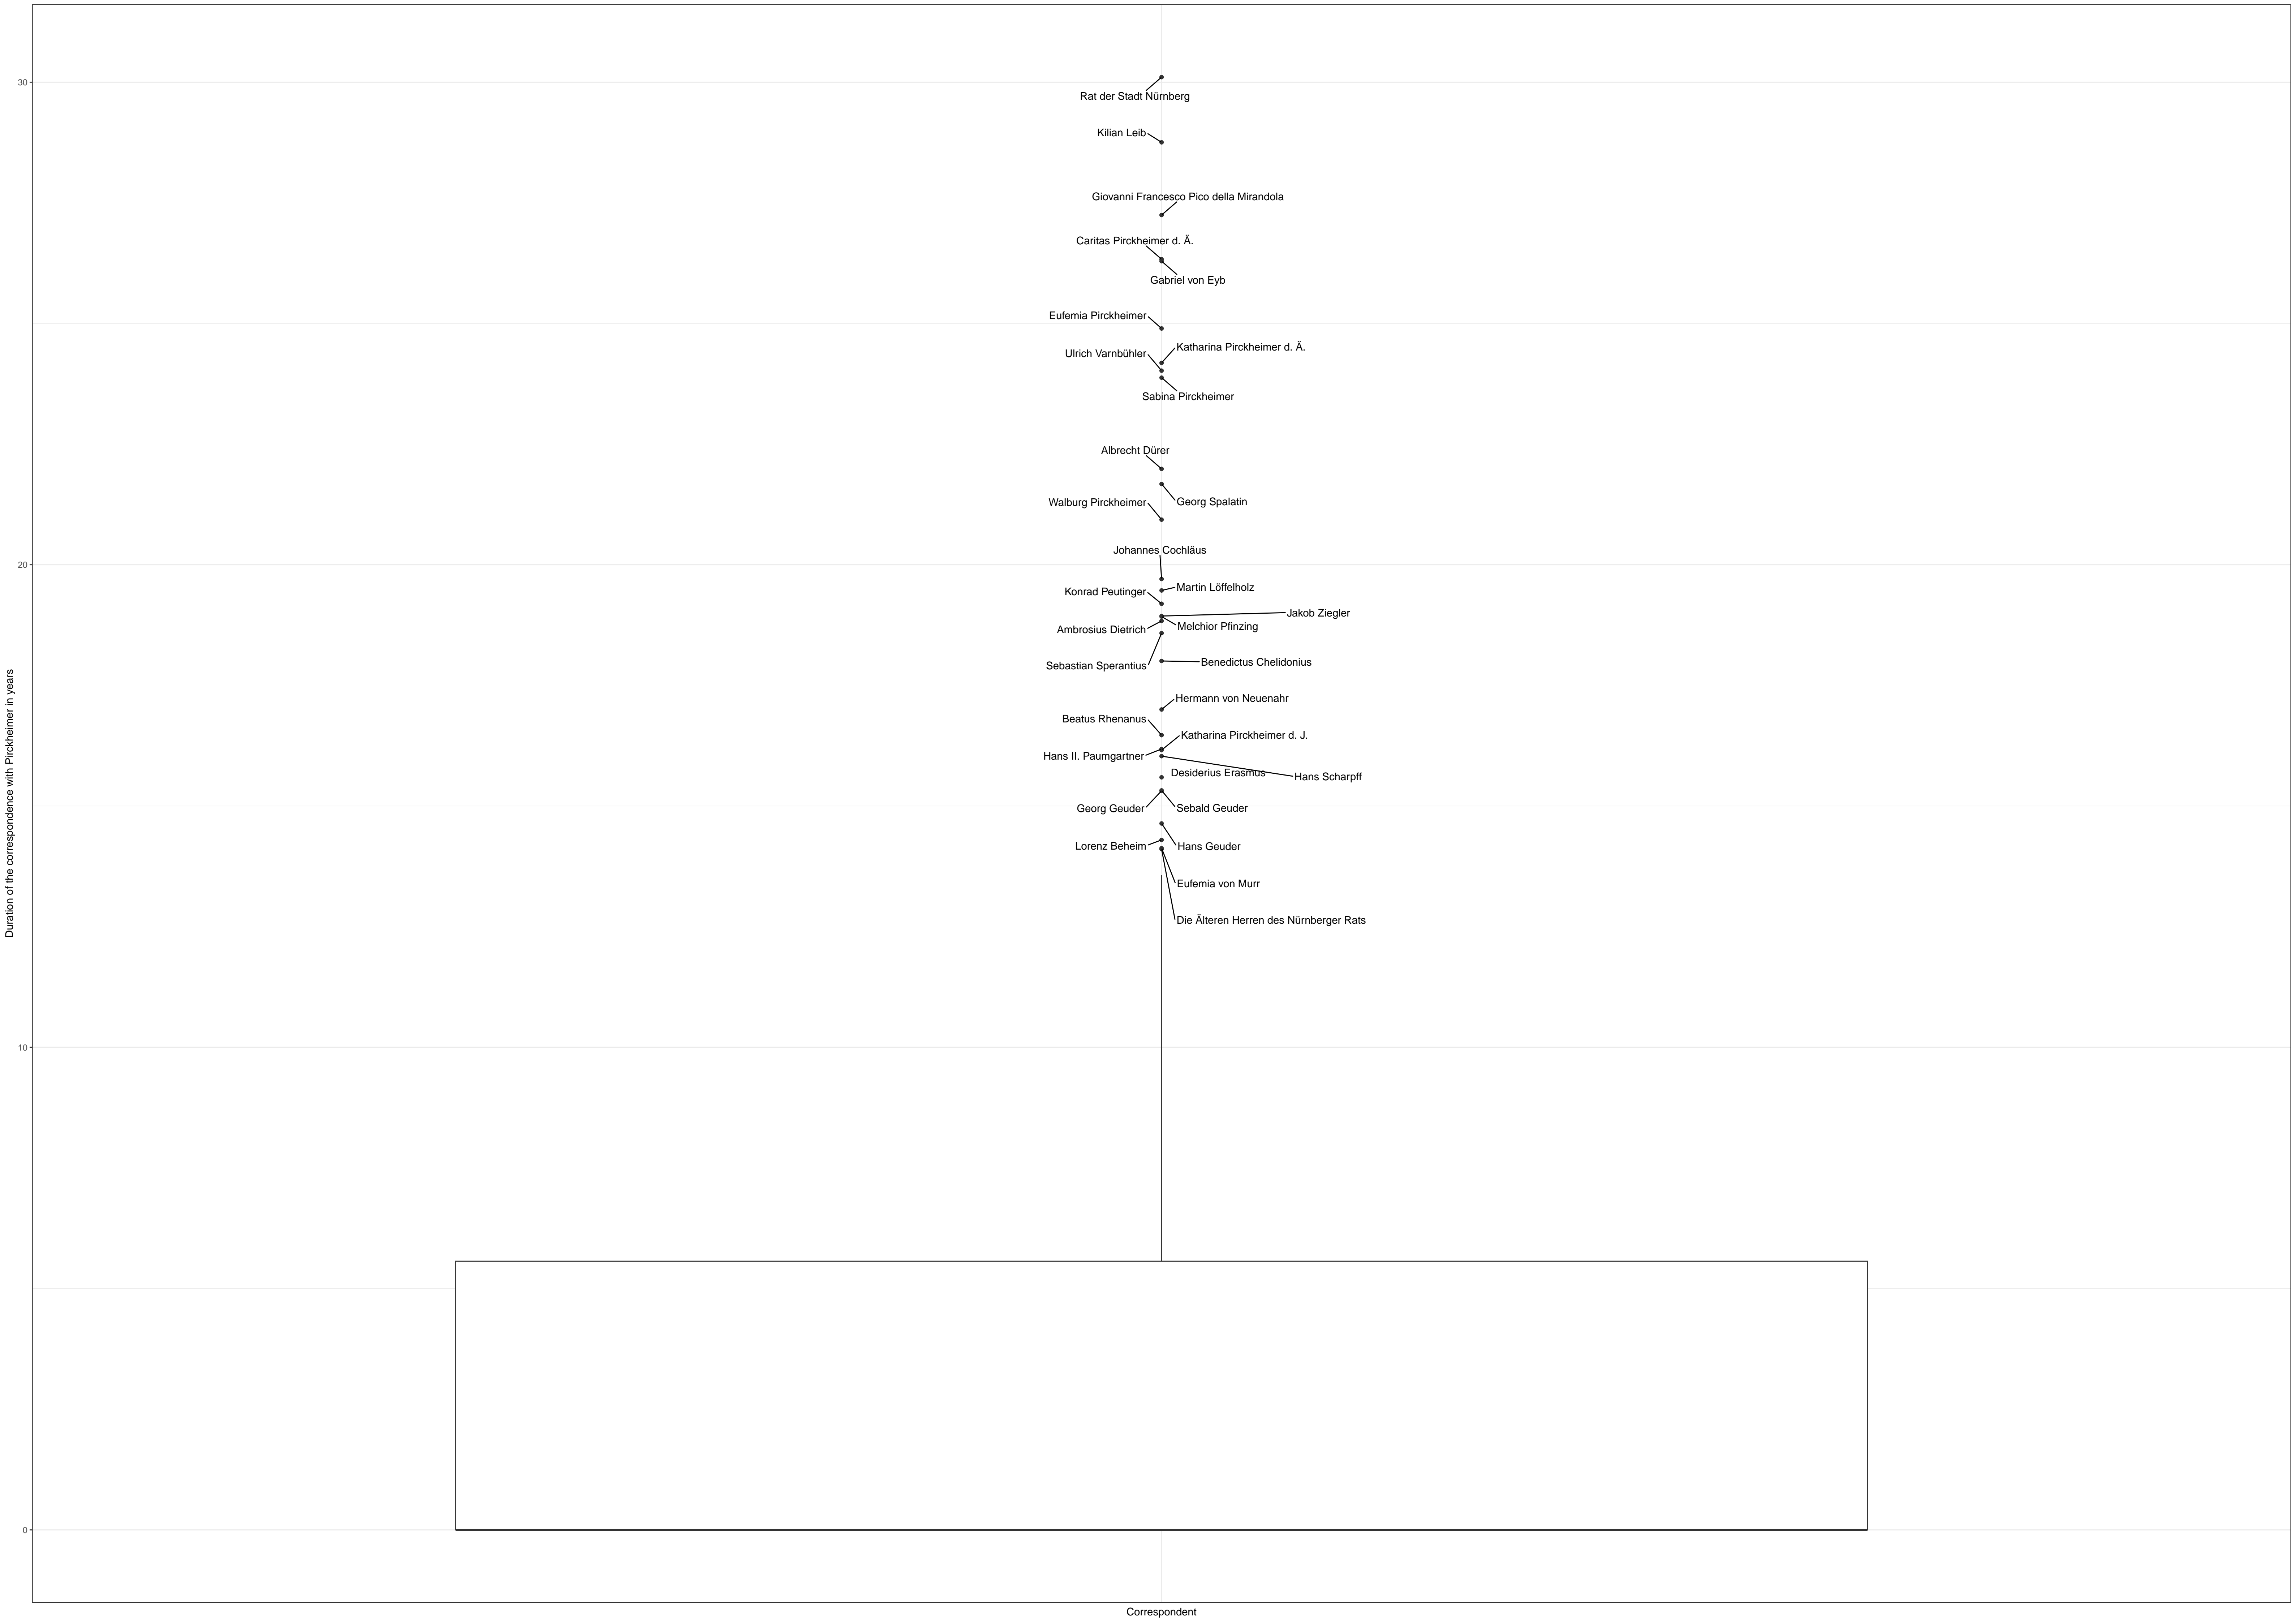 30
Rat der Stadt Nürnberg
Kilian Leib
Giovanni Francesco Pico della Mirandola
Caritas Pirckheimer d. Ä.
Gabriel von Eyb
Eufemia Pirckheimer
Katharina Pirckheimer d. Ä.
Ulrich Varnbühler
Sabina Pirckheimer
Albrecht Dürer
Georg Spalatin
Walburg Pirckheimer
Johannes Cochläus
20
Martin Löffelholz
Konrad Peutinger
Jakob Ziegler
Melchior Pfinzing
Ambrosius Dietrich
Benedictus Chelidonius
Sebastian Sperantius
Hermann von Neuenahr
Beatus Rhenanus
Katharina Pirckheimer d. J.
Hans II. Paumgartner
Desiderius Erasmus
Hans Scharpff
Georg Geuder
Sebald Geuder
Lorenz Beheim
Hans Geuder
Eufemia von Murr
Die Älteren Herren des Nürnberger Rats
Duration of the correspondence with Pirckheimer in years
10
0
Correspondent